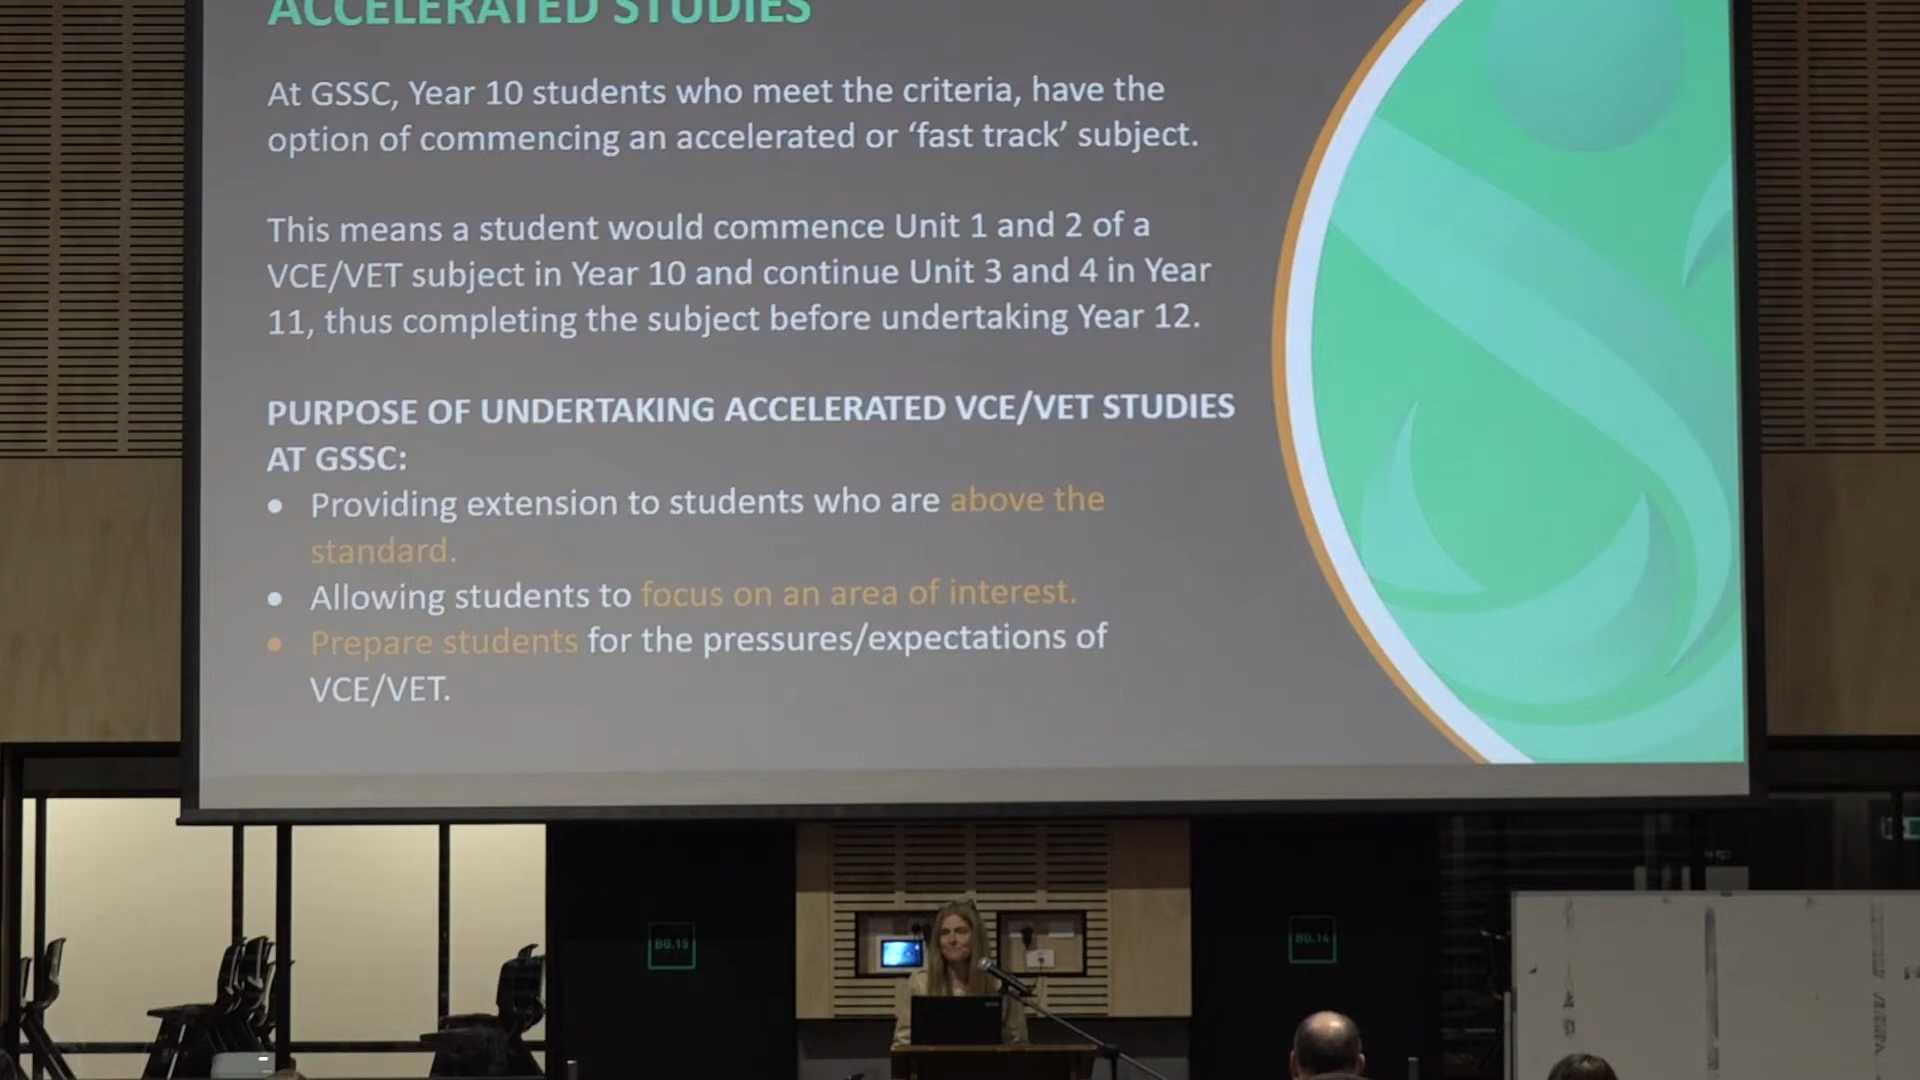 ACCELERATED STUDIES
At GSSC, Year 10 students who meet the criteria, have the
option of commencing an accelerated or ‘fast track’ subject.
This means a student would commence Unit 1 and 2 of a
VCE/VET subject in Year 10 and continue Unit 3 and 4 in Year
11, thus completing the subject before undertaking Year 12.
PURPOSE OF UNDERTAKING ACCELERATED VCE/VET STUDIES
AT GSSC:
• Providing extension to students who are above the
standard.
• Allowing students to focus on an area of interest.
• Prepare students for the pressures/expectations of
VCE/VET.
BG.15
BG.14